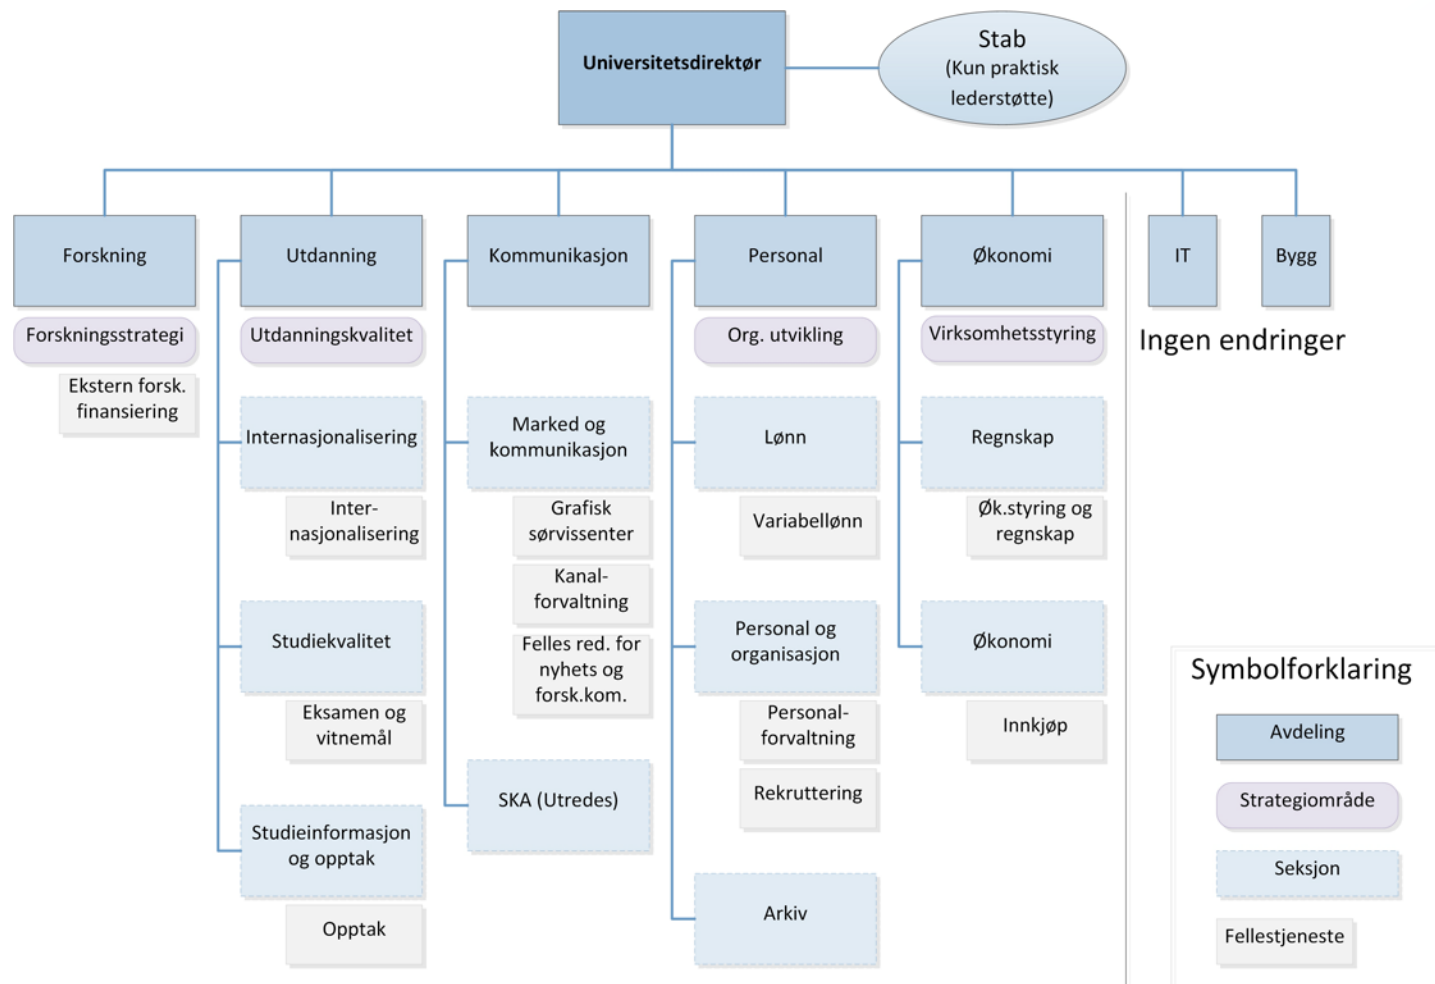 Universitetsdirektør
Stab
(Kun praktisk
lederstøtte)
Forskning
Utdanning
Kommunikasjon
Personal
Økonomi
IT
Bygg
Forskningsstrategi
Utdanningskvalitet
Org. utvikling
Virksomhetsstyring
Ingen endringer
Ekstern forsk.
finansiering
Internasjonalisering
Inter-
nasjonalisering
Studiekvalitet
Eksamen og
vitnemål
Studieinformasjon
og opptak
Opptak
Marked og
kommunikasjon
Grafisk
sørvissenter
Kanal-
forvaltning
Felles red. for
nyhets og
forsk.kom.
SKA (Utredes)
Lønn
Variabellønn
Personal og
organisasjon
Personal-
forvaltning
Rekruttering
Arkiv
Regnskap
Øk.styring og
regnskap
Økonomi
Innkjøp
Symbolforklaring
Avdeling
Strategiområde
Seksjon
Fellestjeneste